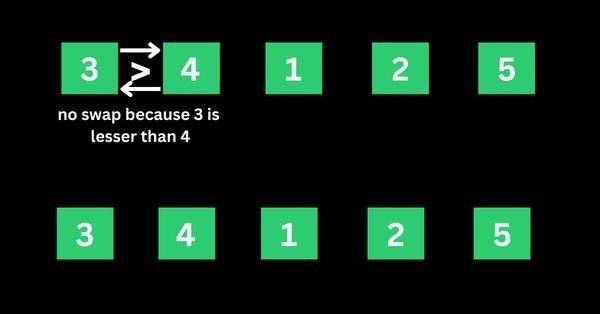 3 > 4 1 2 5
no swap because 3 is
lesser than 4
3 4 1 2 5